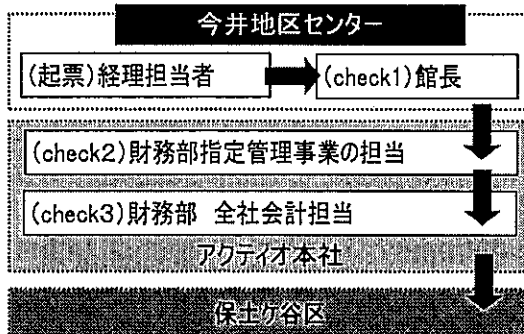 今井地区センター
(起票)経理担当者
(check1)館長
(check2)財務部指定管理事業の担当
(check3)財務部 全社会計担当
アクティオ本社
保土ケ谷区